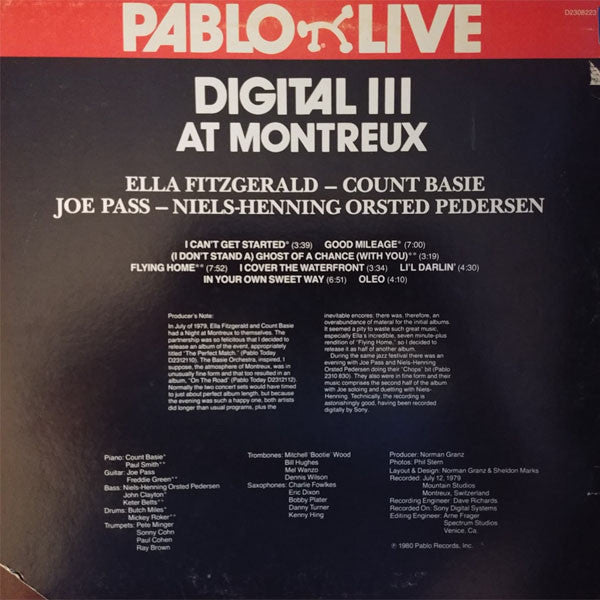 PABLO LIVE
D2308223
DIGITAL III
AT MONTREUX
ELLA FITZGERALD – COUNT BASIE
JOE PASS – NIELS-HENNING ORSTED PEDERSEN
I CAN'T GET STARTED* (3:39) GOOD MILEAGE* (7:00)
(I DON'T STAND A) GHOST OF A CHANCE (WITH YOU)** (3:19)
FLYING HOME** (7:52) I COVER THE WATERFRONT (3:34) LI'L DARLIN' (4:30)
IN YOUR OWN SWEET WAY (6:51) OLEO (4:10)
Producer's Note:
In July of 1979, Ella Fitzgerald and Count Basie
had a Night at Montreux to themselves. The
partnership was so felicitous that I decided to
release an album of the event, appropriately
titled "The Perfect Match." (Pablo Today
D2312110). The Basie Orchestra, inspired, I
suppose, the atmosphere of Montreux, was in
unusually fine form and that too resulted in an
album, "On The Road" (Pablo Today D2312112).
Normally the two concert sets would have timed
to just about perfect album length, but because
the evening was such a happy one, both artists
did longer than usual programs, plus the
inevitable encores; there was, therefore, an
overabundance of material for the initial albums.
It seemed a pity to waste such great music,
especially Ella's incredible, seven minute-plus
rendition of "Flying Home," so I decided to
release it as half of another album.
During the same jazz festival there was an
evening with Joe Pass and Niels-Henning
Orsted Pedersen doing their "Chops" bit (Pablo
2310 830). They also were in fine form and their
music comprises the second half of the album
with Joe soloing and duetting with Niels-
Henning. Technically, the recording is
astonishingly good, having been recorded
digitally by Sony.
Piano: Count Basie*
Paul Smith**
Guitar: Joe Pass
Freddie Green**
Bass: Niels-Henning Orsted Pedersen
John Clayton*
Keter Betts**
Drums: Butch Miles*
Mickey Roker**
Trumpets: Pete Minger
Sonny Cohn
Paul Cohen
Ray Brown
Trombones: Mitchell 'Bootie' Wood
Bill Hughes
Mel Wanzo
Dennis Wilson
Saxophones: Charlie Fowlkes
Eric Dixon
Bobby Plater
Danny Turner
Kenny Hing
Producer: Norman Granz
Photos: Phil Stern
Layout & Design: Norman Granz & Sheldon Marks
Recorded: July 12, 1979
Mountain Studios
Montreux, Switzerland
Recording Engineer: Dave Richards
Recorded On: Sony Digital Systems
Editing Engineer: Arne Frager
Spectrum Studios
Venice, Ca.
℗ 1980 Pablo Records, Inc.